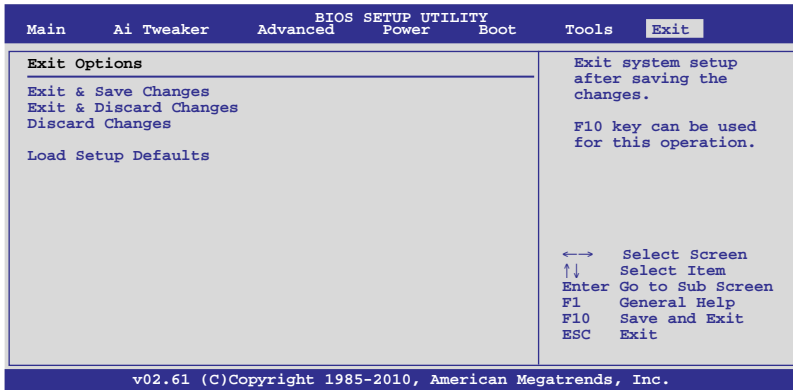 BIOS SETUP UTILITY
Main Ai Tweaker Advanced Power Boot Tools Exit
Exit Options
Exit & Save Changes
Exit & Discard Changes
Discard Changes
Load Setup Defaults
Exit system setup
after saving the
changes.
F10 key can be used
for this operation.
←→ Select Screen
↑↓ Select Item
Enter Go to Sub Screen
F1 General Help
F10 Save and Exit
ESC Exit
v02.61 (C)Copyright 1985-2010, American Megatrends, Inc.